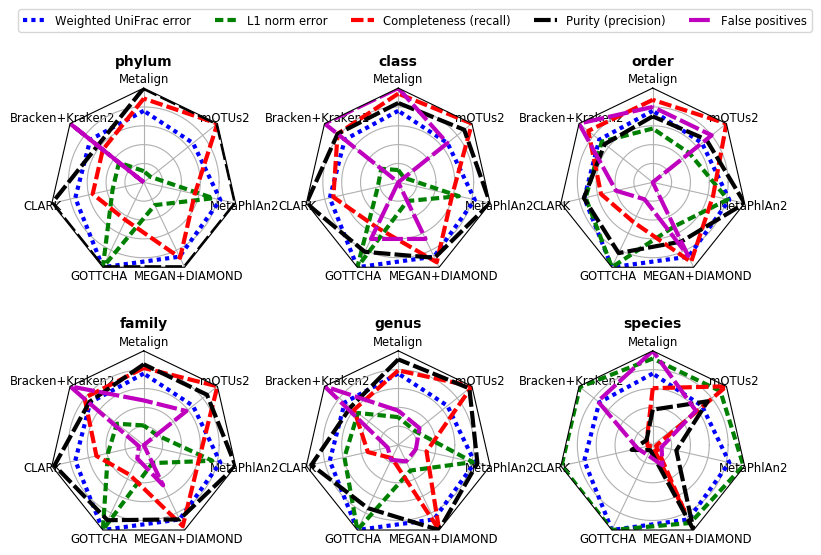 Weighted UniFrac error L1 norm error Completeness (recall) Purity (precision) False positives
phylum class order
Metalign Metalign Metalign
Bracken+Kraken2 mOTUs2 Bracken+Kraken2 mOTUs2 Bracken+Kraken2 mOTUs2
CLARK MetaPhlAn2 CLARK MetaPhlAn2 CLARK MetaPhlAn2
GOTTCHA MEGAN+DIAMOND GOTTCHA MEGAN+DIAMOND GOTTCHA MEGAN+DIAMOND
family genus species
Metalign Metalign Metalign
Bracken+Kraken2 mOTUs2 Bracken+Kraken2 mOTUs2 Bracken+Kraken2 mOTUs2
CLARK MetaPhlAn2 CLARK MetaPhlAn2 CLARK MetaPhlAn2
GOTTCHA MEGAN+DIAMOND GOTTCHA MEGAN+DIAMOND GOTTCHA MEGAN+DIAMOND